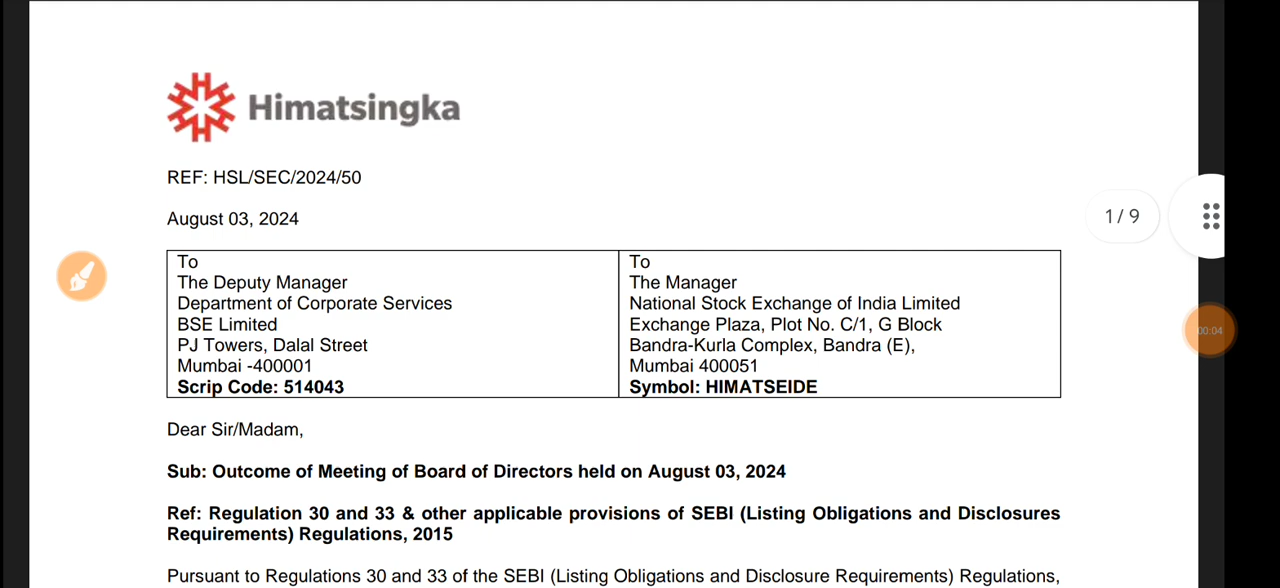 Himatsingka
REF: HSL/SEC/2024/50
August 03, 2024
1 / 9
To
The Deputy Manager
Department of Corporate Services
BSE Limited
PJ Towers, Dalal Street
Mumbai -400001
Scrip Code: 514043
To
The Manager
National Stock Exchange of India Limited
Exchange Plaza, Plot No. C/1, G Block
Bandra-Kurla Complex, Bandra (E),
Mumbai 400051
Symbol: HIMATSEIDE
00:04
Dear Sir/Madam,
Sub: Outcome of Meeting of Board of Directors held on August 03, 2024
Ref: Regulation 30 and 33 & other applicable provisions of SEBI (Listing Obligations and Disclosures
Requirements) Regulations, 2015
Pursuant to Regulations 30 and 33 of the SEBI (Listing Obligations and Disclosure Requirements) Regulations,